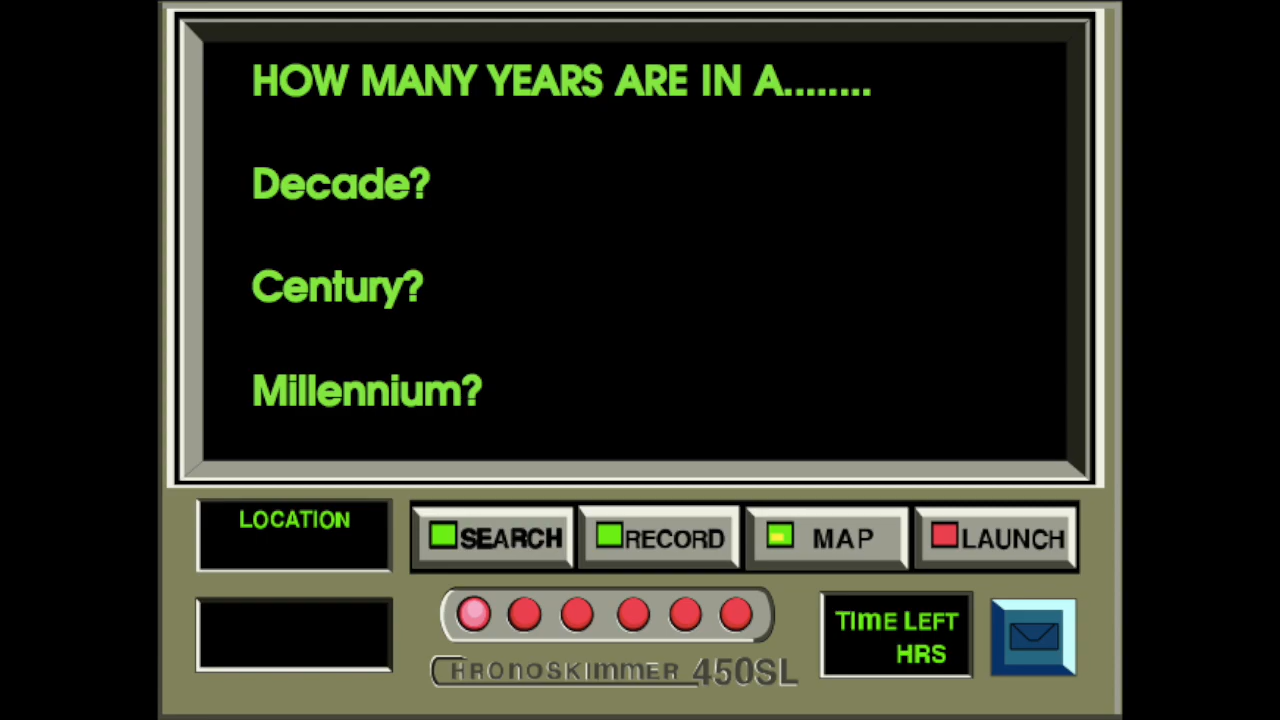 HOW MANY YEARS ARE IN A........
Decade?
Century?
Millennium?
LOCATION
SEARCH
RECORD
MAP
LAUNCH
TIME LEFT
HRS
CHRONOSKIMMER 450SL